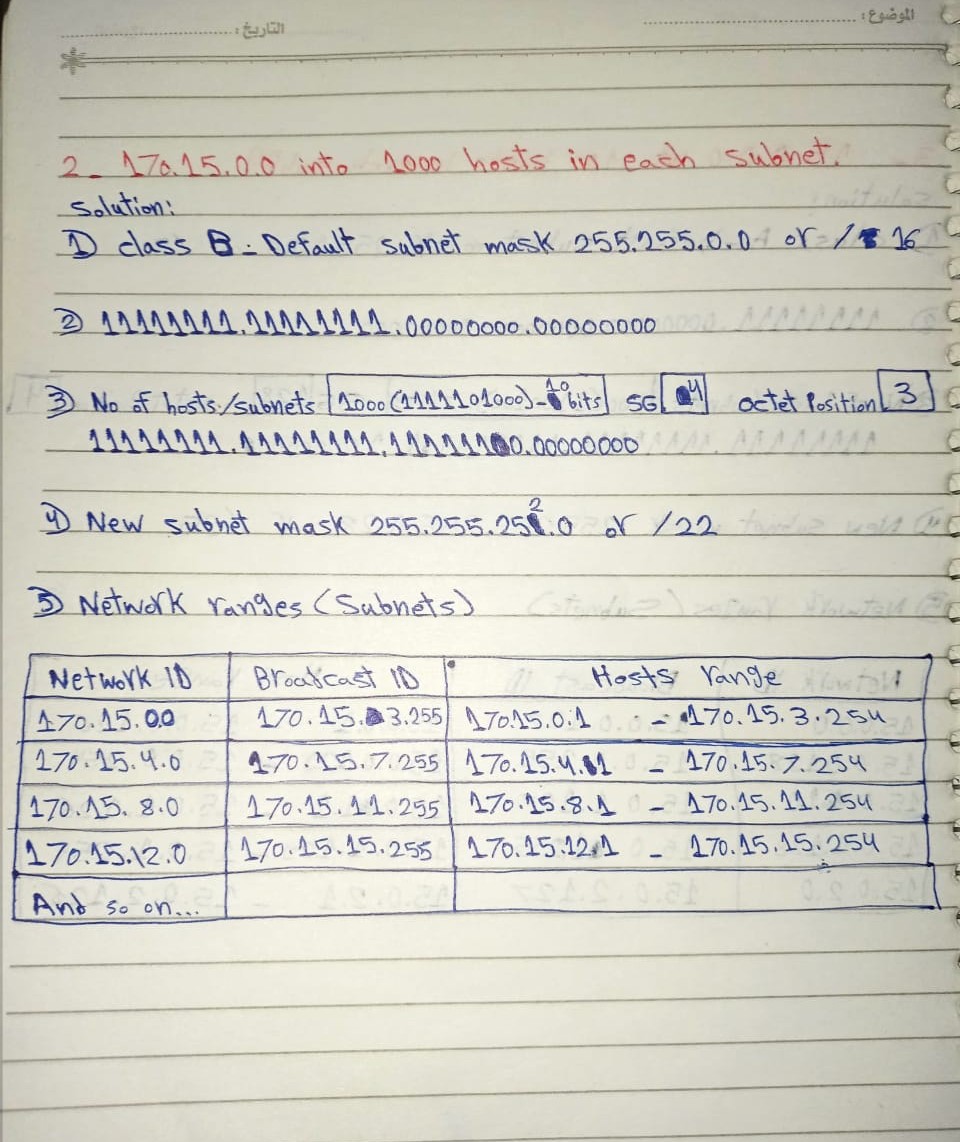 الموضوع :
التاريخ :
2- 170.15.0.0 into 1000 hosts in each subnet.
Solution:
① class B - Default subnet mask 255.255.0.0 or / 16
② 11111111.11111111.00000000.00000000
③ No of hosts/subnets 1000 (1111101000) - 10 bits SG 4 Octet Position 3
11111111.11111111.11111100.00000000
④ New subnet mask 255.255.252.0 or /22
⑤ Network ranges (Subnets)
Network ID Broadcast ID Hosts range
170.15.0.0 170.15.3.255 170.15.0.1 - 170.15.3.254
170.15.4.0 170.15.7.255 170.15.4.1 - 170.15.7.254
170.15.8.0 170.15.11.255 170.15.8.1 - 170.15.11.254
170.15.12.0 170.15.15.255 170.15.12.1 - 170.15.15.254
And so on...